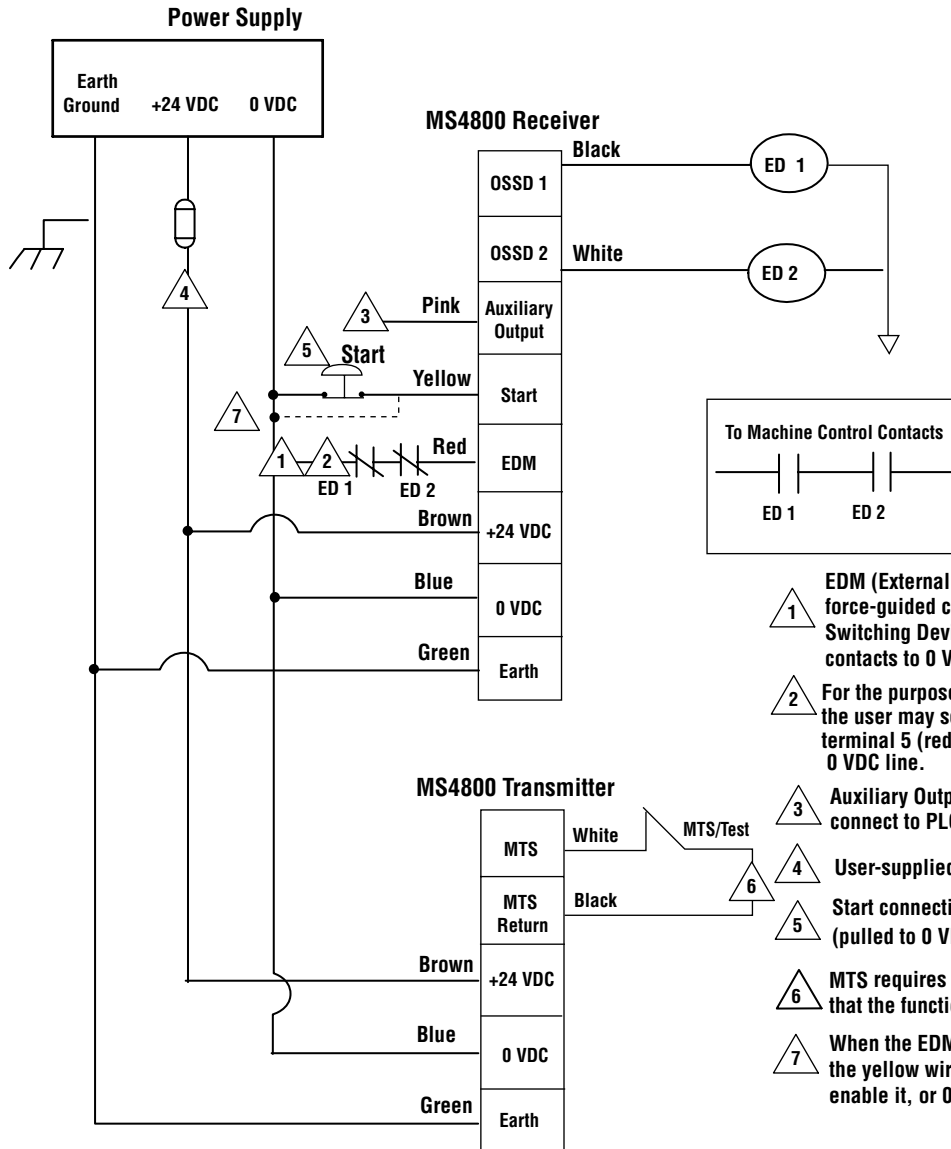 Power Supply
Earth
Ground
+24 VDC
0 VDC
MS4800 Receiver
OSSD 1
Black
ED 1
OSSD 2
White
ED 2
Auxiliary
Output
Pink
3
4
5
Start
Yellow
Start
7
1
2
ED 1
ED 2
Red
EDM
Brown
+24 VDC
Blue
0 VDC
Green
Earth
To Machine Control Contacts
ED 1
ED 2
1
EDM (External
force-guided c
Switching Dev
contacts to 0 V
2
For the purpose
the user may s
terminal 5 (red
0 VDC line.
3
Auxiliary Outp
connect to PL
4
User-supplied
5
Start connecti
(pulled to 0 V
6
MTS requires
that the functi
7
When the EDM
the yellow wir
enable it, or 0
MS4800 Transmitter
MTS
White
MTS/Test
6
MTS
Return
Black
Brown
+24 VDC
Blue
0 VDC
Green
Earth